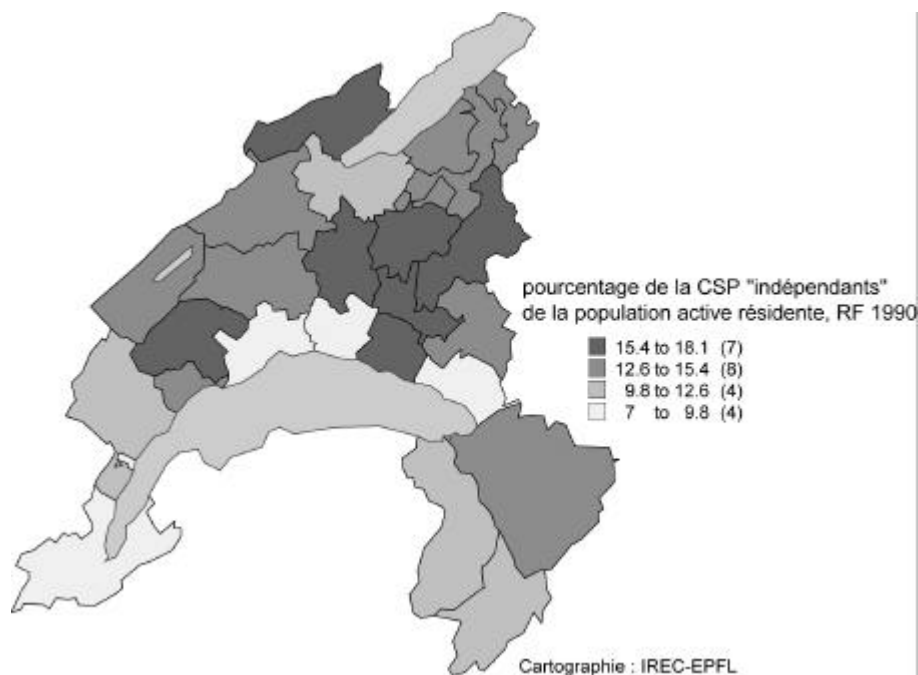 pourcentage de la CSP "indépendants"
de la population active résidente, RF 1990
15.4 to 18.1 (7)
12.6 to 15.4 (8)
9.8 to 12.6 (4)
7 to 9.8 (4)
Cartographie : IREC-EPFL